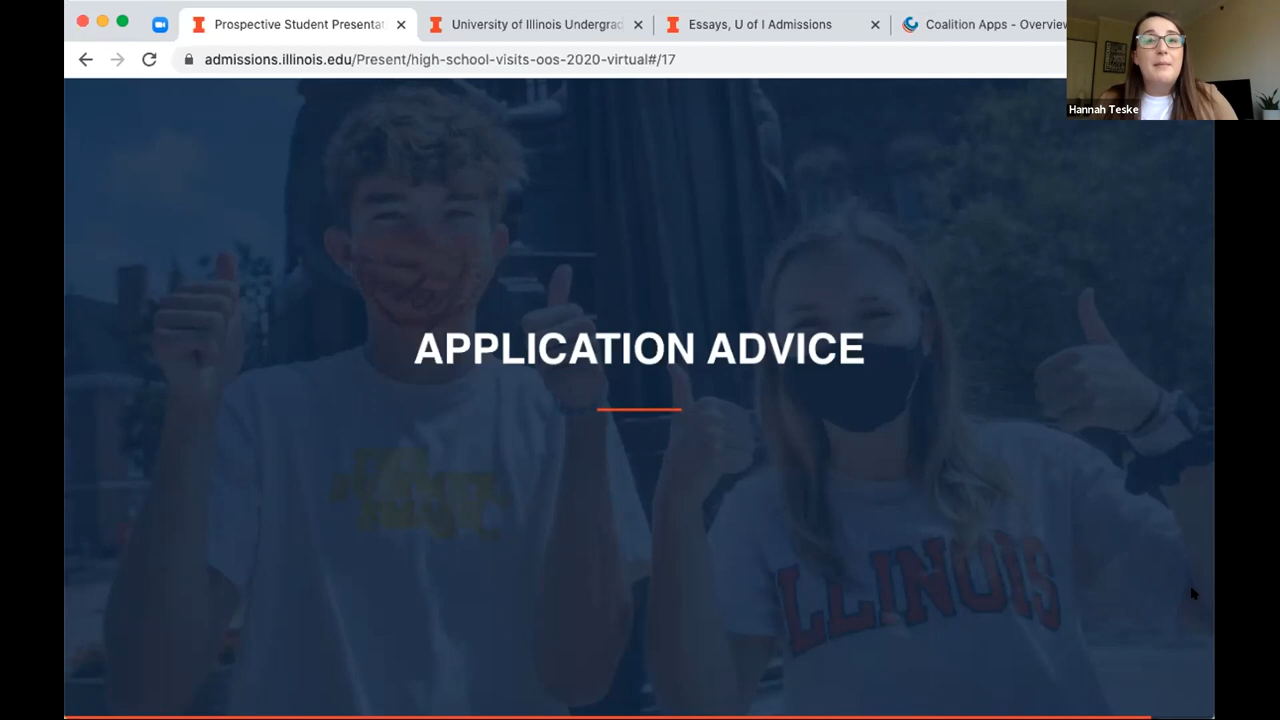 Prospective Student Presentat
University of Illinois Undergrad
Essays, U of I Admissions
Coalition Apps - Overview
admissions.illinois.edu/Present/high-school-visits-oos-2020-virtual#/17
Hannah Teske
APPLICATION ADVICE
ILLINOIS